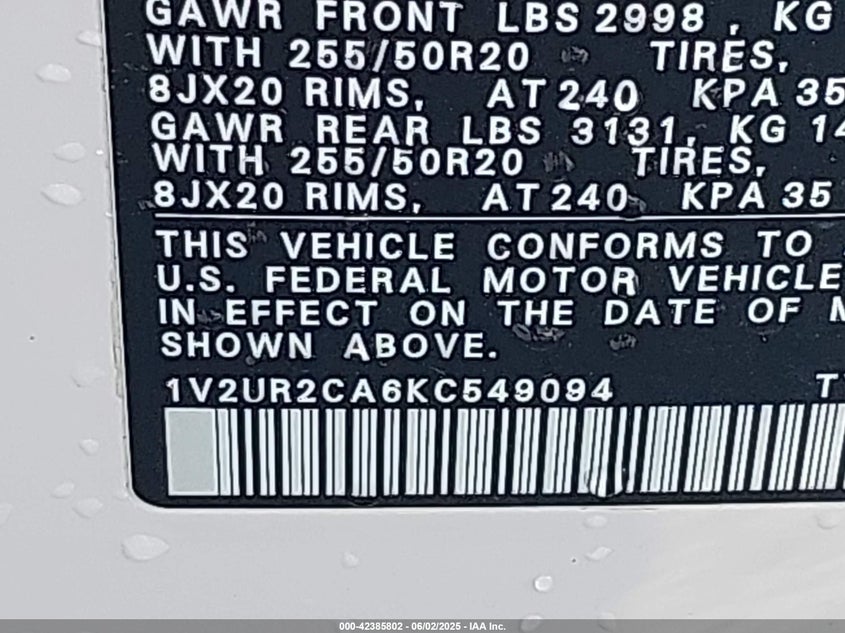 GAWR FRONT LBS 2998 , KG
WITH 255/50R20 TIRES,
8JX20 RIMS, AT 240 KPA 35
GAWR REAR LBS 3131, KG 14
WITH 255/50R20 TIRES,
8JX20 RIMS, AT 240 KPA 35
THIS VEHICLE CONFORMS TO
U.S. FEDERAL MOTOR VEHICLE
IN EFFECT ON THE DATE OF M
SHOWN ABOVE.
1V2UR2CA6KC549094 TY
000-42385802 - 06/02/2025 - IAA Inc.